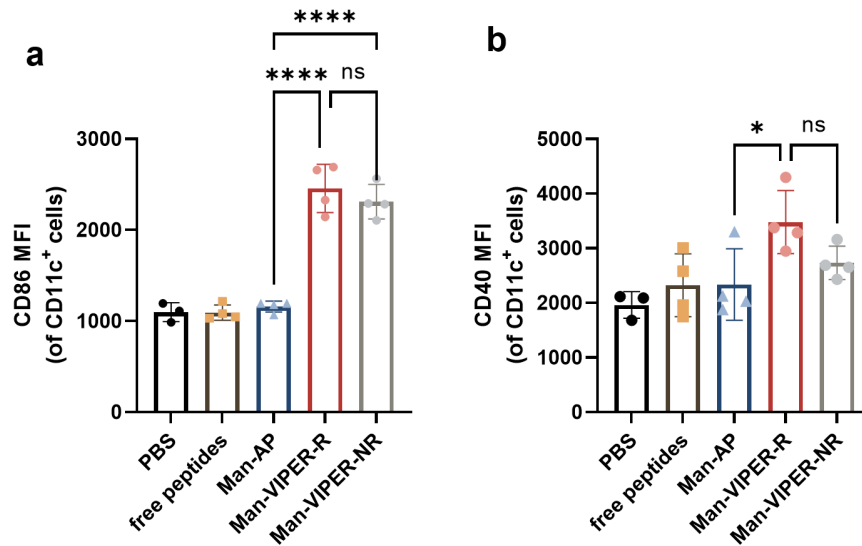 a
****
****
ns
3000
2000
1000
0
CD86 MFI
(of CD11c⁺ cells)
PBS
free peptides
Man-AP
Man-VIPER-R
Man-VIPER-NR
b
*
ns
5000
4000
3000
2000
1000
0
CD40 MFI
(of CD11c⁺ cells)
PBS
free peptides
Man-AP
Man-VIPER-R
Man-VIPER-NR